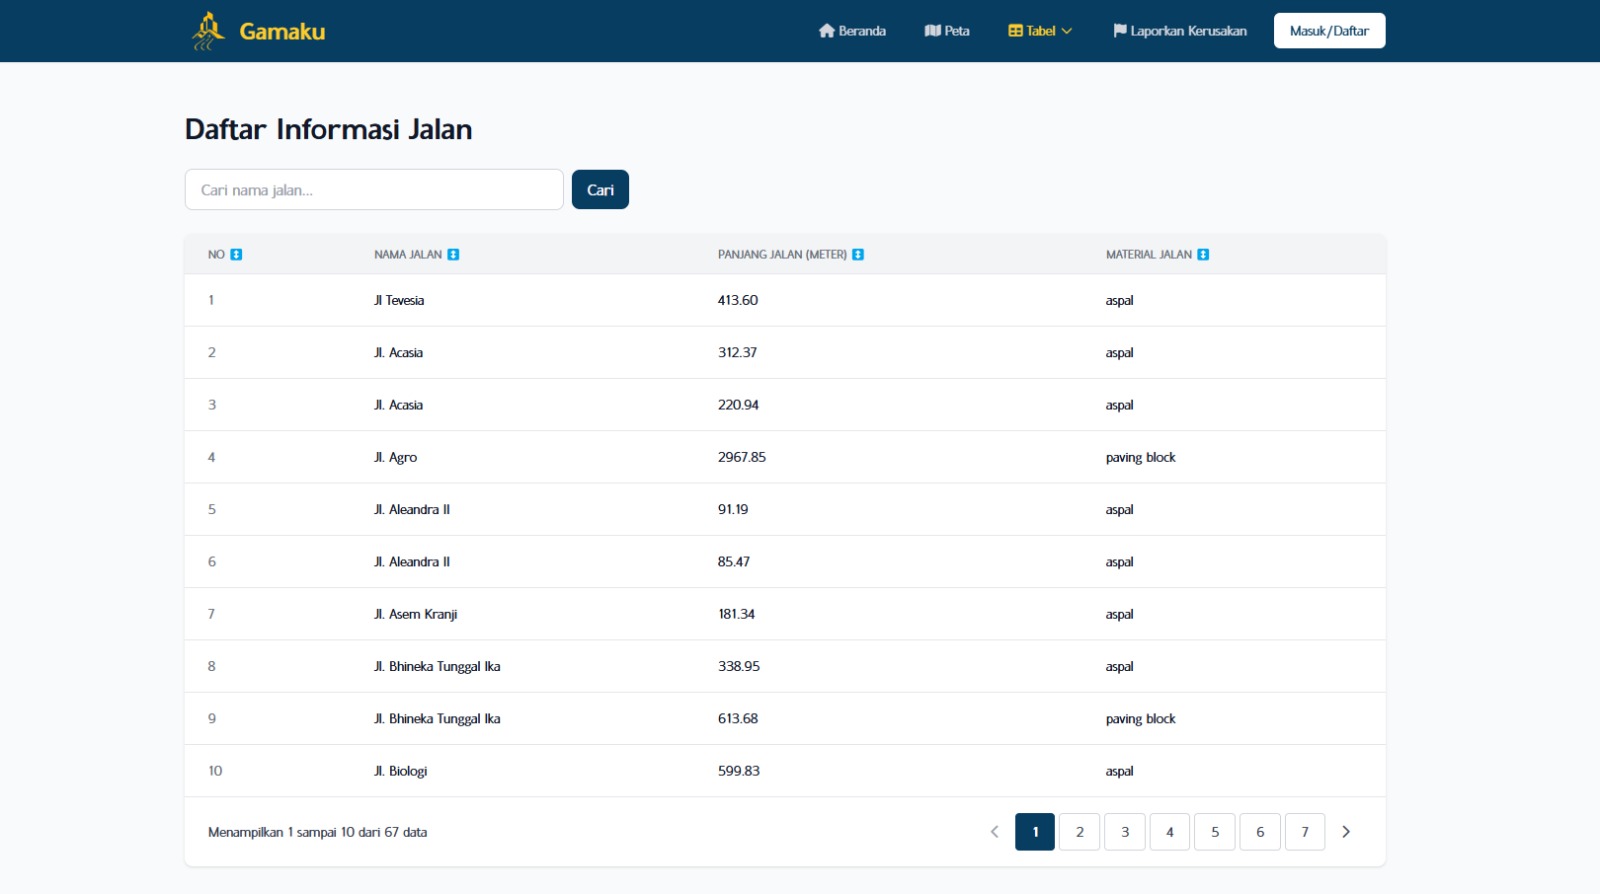 Gamaku
Beranda Peta Tabel Laporkan Kerusakan Masuk/Daftar
Daftar Informasi Jalan
Cari nama jalan... Cari
NO NAMA JALAN PANJANG JALAN (METER) MATERIAL JALAN
1 Jl Tevesia 413.60 aspal
2 Jl. Acasia 312.37 aspal
3 Jl. Acasia 220.94 aspal
4 Jl. Agro 2967.85 paving block
5 Jl. Aleandra II 91.19 aspal
6 Jl. Aleandra II 85.47 aspal
7 Jl. Asem Kranji 181.34 aspal
8 Jl. Bhineka Tunggal Ika 338.95 aspal
9 Jl. Bhineka Tunggal Ika 613.68 paving block
10 Jl. Biologi 599.83 aspal
Menampilkan 1 sampai 10 dari 67 data 1 2 3 4 5 6 7